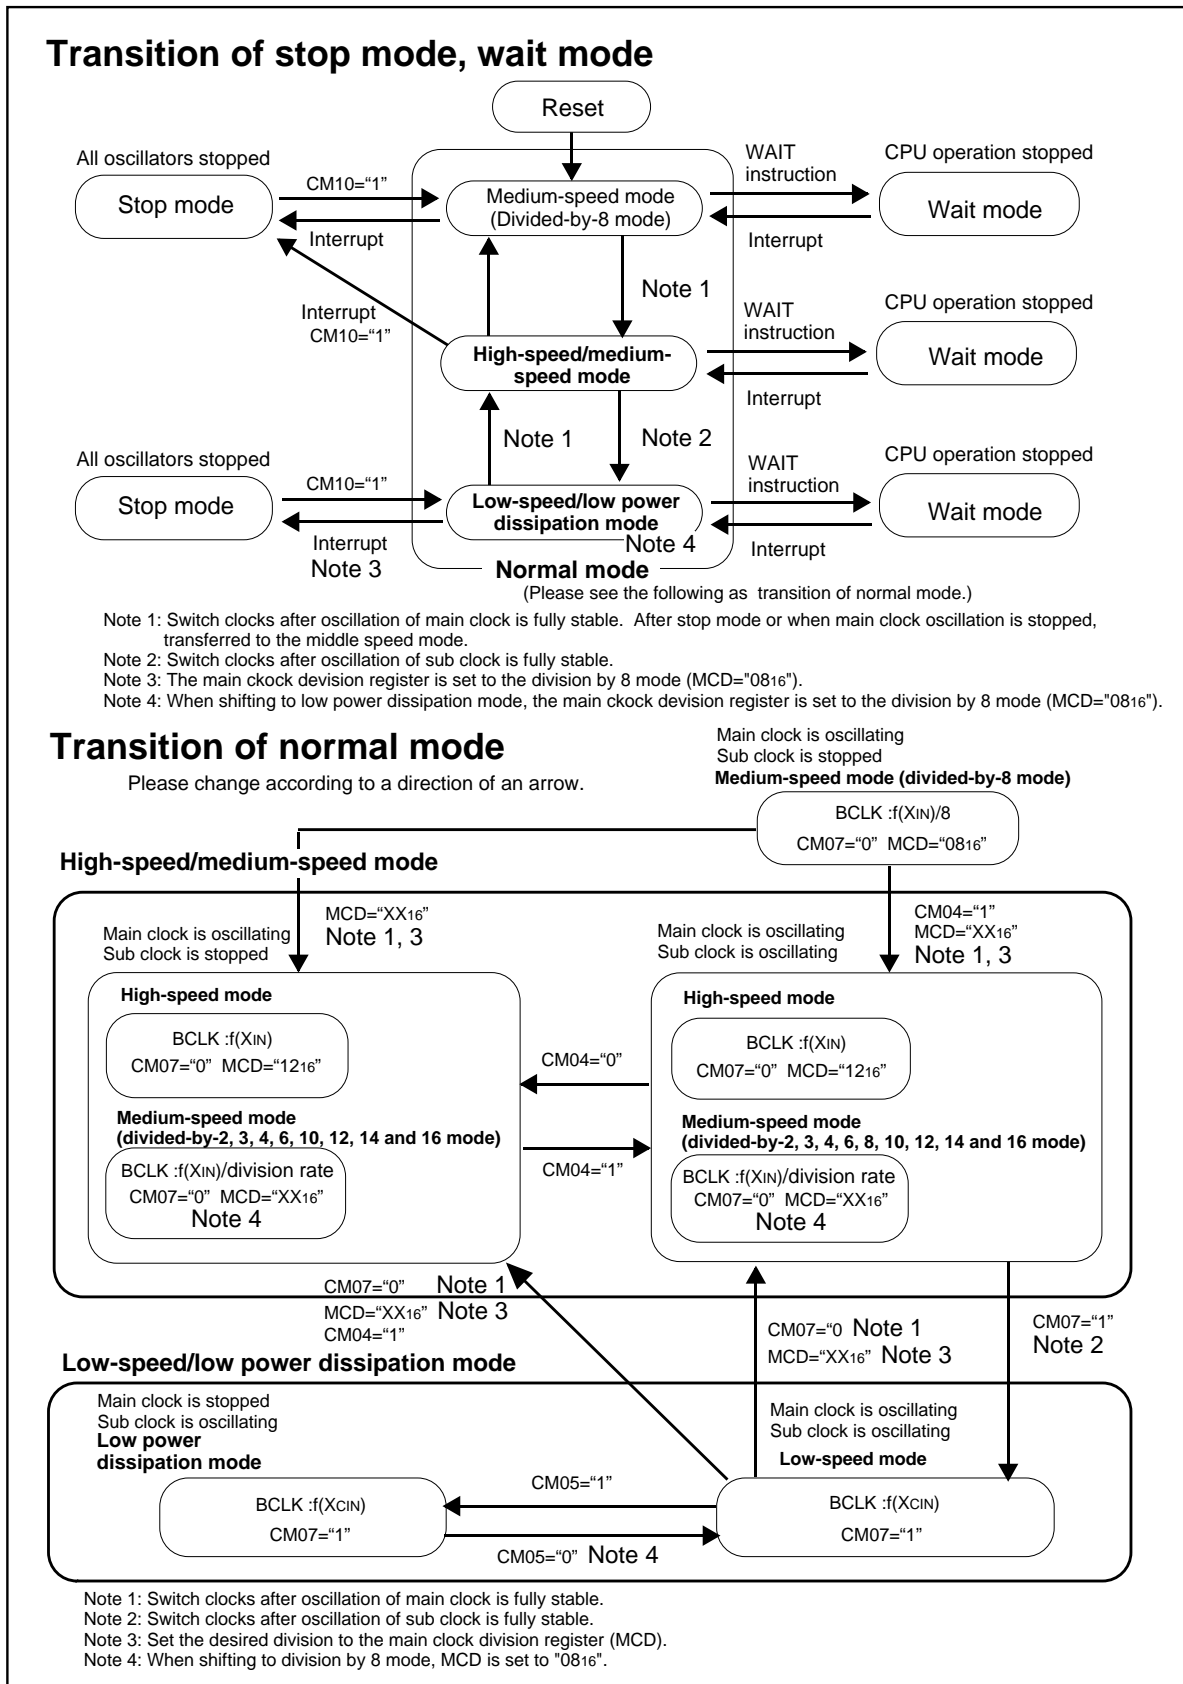 Transition of stop mode, wait mode
Reset
All oscillators stopped
Stop mode
CM10=“1”
Interrupt
Medium-speed mode
(Divided-by-8 mode)
WAIT
instruction
Interrupt
CPU operation stopped
Wait mode
Note 1
Interrupt
CM10=“1”
High-speed/medium-
speed mode
WAIT
instruction
Interrupt
CPU operation stopped
Wait mode
Note 1
Note 2
All oscillators stopped
Stop mode
CM10=“1”
Interrupt
Note 3
Low-speed/low power
dissipation mode
Note 4
WAIT
instruction
Interrupt
CPU operation stopped
Wait mode
Normal mode
(Please see the following as transition of normal mode.)
Note 1: Switch clocks after oscillation of main clock is fully stable. After stop mode or when main clock oscillation is stopped,
transferred to the middle speed mode.
Note 2: Switch clocks after oscillation of sub clock is fully stable.
Note 3: The main ckock devision register is set to the division by 8 mode (MCD="0816").
Note 4: When shifting to low power dissipation mode, the main ckock devision register is set to the division by 8 mode (MCD="0816").
Transition of normal mode
Please change according to a direction of an arrow.
Main clock is oscillating
Sub clock is stopped
Medium-speed mode (divided-by-8 mode)
BCLK :f(XIN)/8
CM07=“0” MCD=“0816”
High-speed/medium-speed mode
MCD=“XX16”
Note 1, 3
Main clock is oscillating
Sub clock is stopped
CM04=“1”
MCD=“XX16”
Note 1, 3
Main clock is oscillating
Sub clock is oscillating
High-speed mode
BCLK :f(XIN)
CM07=“0” MCD=“1216”
Medium-speed mode
(divided-by-2, 3, 4, 6, 10, 12, 14 and 16 mode)
BCLK :f(XIN)/division rate
CM07=“0” MCD=“XX16”
Note 4
CM04=“0”
CM04=“1”
High-speed mode
BCLK :f(XIN)
CM07=“0” MCD=“1216”
Medium-speed mode
(divided-by-2, 3, 4, 6, 8, 10, 12, 14 and 16 mode)
BCLK :f(XIN)/division rate
CM07=“0” MCD=“XX16”
Note 4
CM07=“0” Note 1
MCD=“XX16” Note 3
CM04=“1”
CM07=“0 Note 1
MCD=“XX16” Note 3
CM07=“1”
Note 2
Low-speed/low power dissipation mode
Main clock is stopped
Sub clock is oscillating
Low power
dissipation mode
BCLK :f(XCIN)
CM07=“1”
CM05=“1”
CM05=“0” Note 4
Main clock is oscillating
Sub clock is oscillating
Low-speed mode
BCLK :f(XCIN)
CM07=“1”
Note 1: Switch clocks after oscillation of main clock is fully stable.
Note 2: Switch clocks after oscillation of sub clock is fully stable.
Note 3: Set the desired division to the main clock division register (MCD).
Note 4: When shifting to division by 8 mode, MCD is set to "0816".